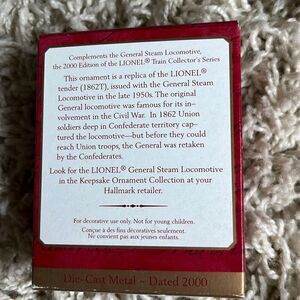 Complements the General Steam Locomotive,
the 2000 Edition of the LIONEL® Train Collector's Series
This ornament is a replica of the LIONEL®
tender (1862T), issued with the General Steam
Locomotive in the late 1950s. The original
General locomotive was famous for its in-
volvement in the Civil War. In 1862 Union
soldiers deep in Confederate territory cap-
tured the locomotive—but before they could
reach Union troops, the General was retaken
by the Confederates.
Look for the LIONEL® General Steam Locomotive
in the Keepsake Ornament Collection at your
Hallmark retailer.
For decorative use only. Not for young children.
Conçue à des fins décoratives seulement.
Ne convient pas aux jeunes enfants.
Die-Cast Metal ~ Dated 2000